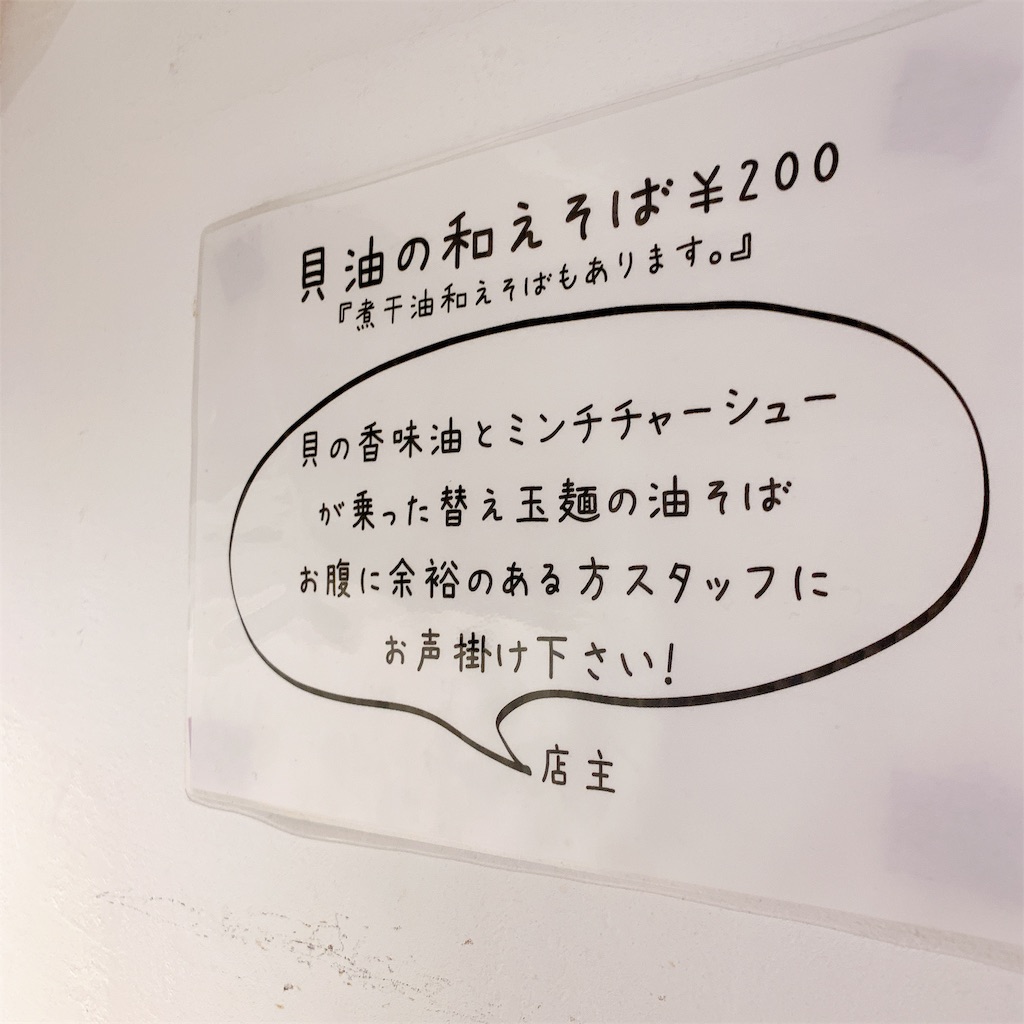 貝油の和えそば¥200
『煮干油和えそばもあります。』
貝の香味油とミンチチャーシュー
が乗った替え玉麺の油そば
お腹に余裕のある方スタッフに
お声掛け下さい!
店主